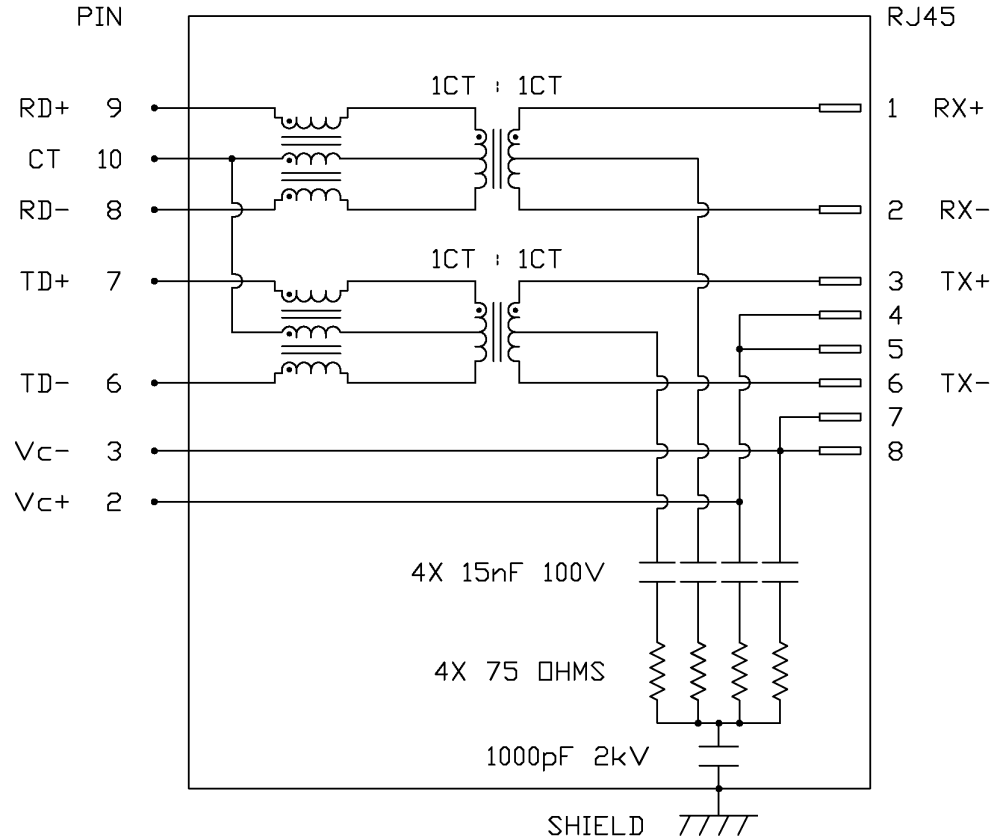 PIN RJ45
1CT : 1CT
RD+ 9 1 RX+
CT 10
RD- 8 2 RX-
1CT : 1CT
TD+ 7 3 TX+
4
5
TD- 6 6 TX-
7
Vc- 3 8
Vc+ 2
4X 15nF 100V
4X 75 OHMS
1000pF 2kV
SHIELD